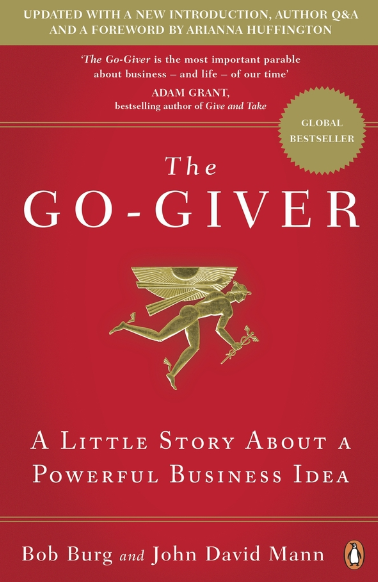 UPDATED WITH A NEW INTRODUCTION, AUTHOR Q&A
AND A FOREWORD BY ARIANNA HUFFINGTON
'The Go-Giver is the most important parable
about business – and life – of our time'
ADAM GRANT,
bestselling author of Give and Take
GLOBAL
BESTSELLER
The
GO-GIVER
A LITTLE STORY ABOUT A
POWERFUL BUSINESS IDEA
Bob Burg and John David Mann